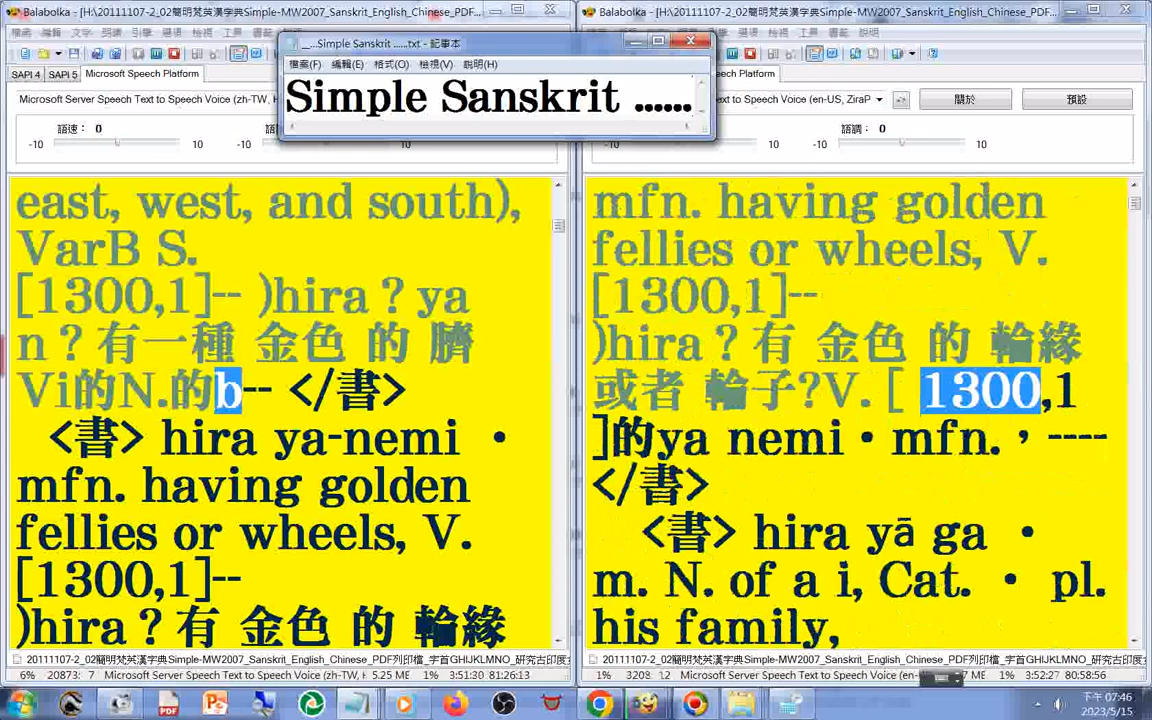 Balabolka - [H:\20111107-2_02簡明梵英漢字典Simple-MW2007_Sanskrit_English_Chinese_PDF...
Balabolka - [H:\20111107-2_02簡明梵英漢字典Simple-MW2007_Sanskrit_English_Chinese_PDF...
__...Simple Sanskrit ......txt - 記事本
檔案(F) 編輯(E) 格式(O) 檢視(V) 說明(H)
Simple Sanskrit ......
SAPI 4 SAPI 5 Microsoft Speech Platform
Microsoft Server Speech Text to Speech Voice (zh-TW, H
ext to Speech Voice (en-US, ZiraP
關於
預設
語速： 0
-10 10 -10 10
語調： 0
-10 10 -10 10
east, west, and south),
VarB S.
[1300,1]-- )hira？ya
n？有一種 金色 的 臍
Vi的N.的b-- </書>
<書> hira ya-nemi •
mfn. having golden
fellies or wheels, V.
[1300,1]--
)hira？有 金色 的 輪緣
mfn. having golden
fellies or wheels, V.
[1300,1]--
)hira？有 金色 的 輪緣
或者 輪子?V. [ 1300,1
]的ya nemi•mfn.，----
</書>
<書> hira yā ga •
m. N. of a i, Cat. • pl.
his family,
20111107-2_02簡明梵英漢字典Simple-MW2007_Sanskrit_English_Chinese_PDF列印檔_字首GHIJKLMNO_研究古印度
20111107-2_02簡明梵英漢字典Simple-MW2007_Sanskrit_English_Chinese_PDF列印檔_字首GHIJKLMNO_研究古印度
6% 20873: 7 Microsoft Server Speech Text to Speech Voice (zh-TW, 5.25 ME 1% 3:51:30 81:26:13
1% 3:52:27 80:58:56
下午 07:46
2023/5/15